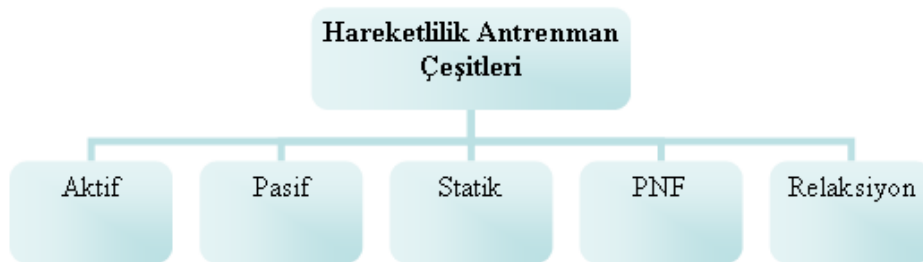 Hareketlilik Antrenman
Çeşitleri
Aktif
Pasif
Statik
PNF
Relaksiyon